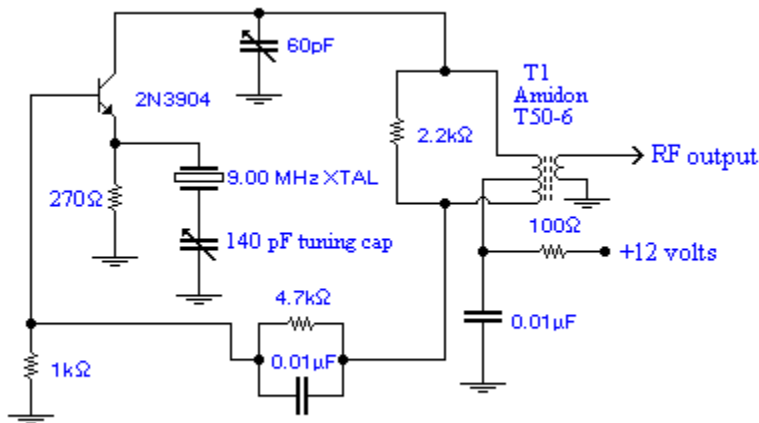 60pF
T1
Amidon
T50-6
2N3904
2.2kΩ
RF output
9.00 MHz XTAL
270Ω
100Ω
140 pF tuning cap
+12 volts
4.7kΩ
0.01µF
0.01µF
1kΩ